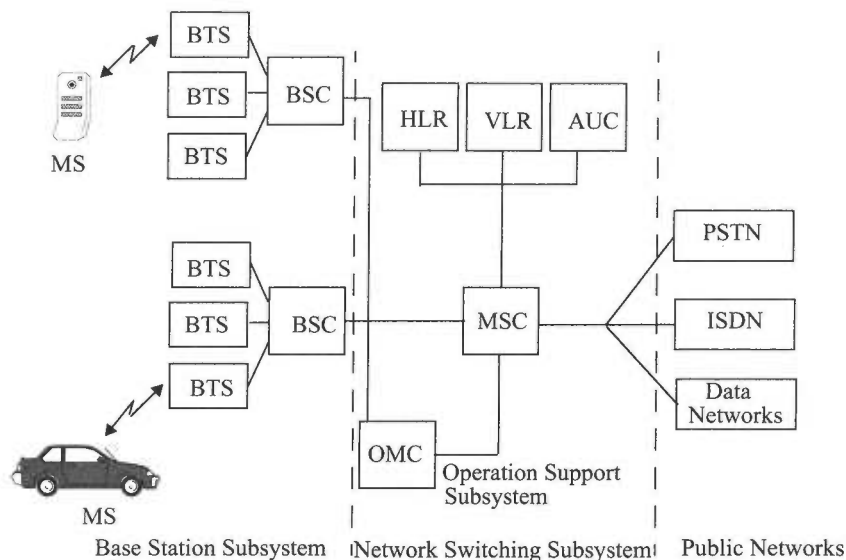 BTS
BTS
BSC
BTS
MS
HLR
VLR
AUC
BTS
BTS
BSC
BTS
MS
MSC
PSTN
ISDN
Data
Networks
OMC
Operation Support
Subsystem
Base Station Subsystem
Network Switching Subsystem
Public Networks